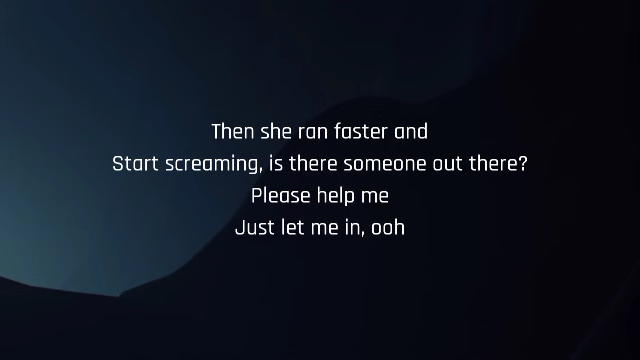 Then she ran faster and
Start screaming, is there someone out there?
Please help me
Just let me in, ooh